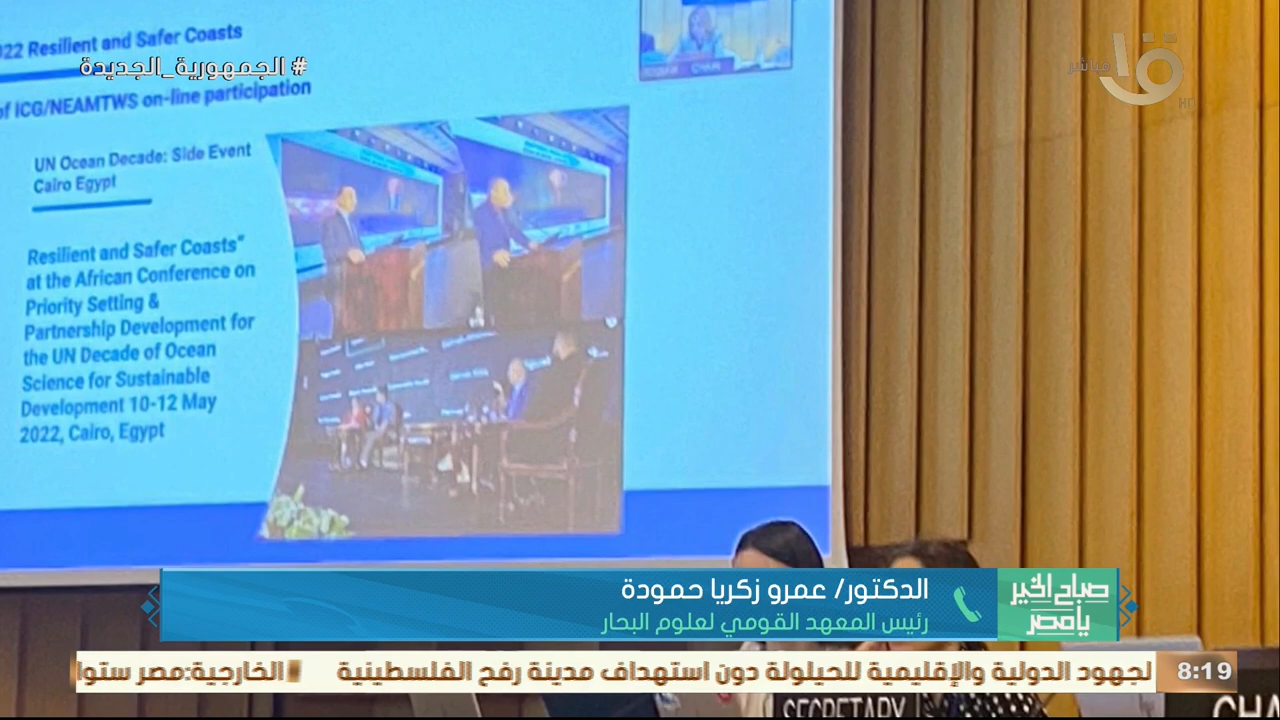 022 Resilient and Safer Coasts
# الجمهورية_الجديدة
of ICG/NEAMTWS on-line participation
مباشر
HD
UN Ocean Decade: Side Event
Cairo Egypt
Resilient and Safer Coasts"
at the African Conference on
Priority Setting &
Partnership Development for
the UN Decade of Ocean
Science for Sustainable
Development 10-12 May
2022, Cairo, Egypt
صباح الخير
يا مصر
الدكتور/ عمرو زكريا حمودة
رئيس المعهد القومي لعلوم البحار
لجهود الدولية والإقليمية للحيلولة دون استهداف مدينة رفح الفلسطينية
الخارجية:مصر ستوا
8:19
SECRETARY
CHA